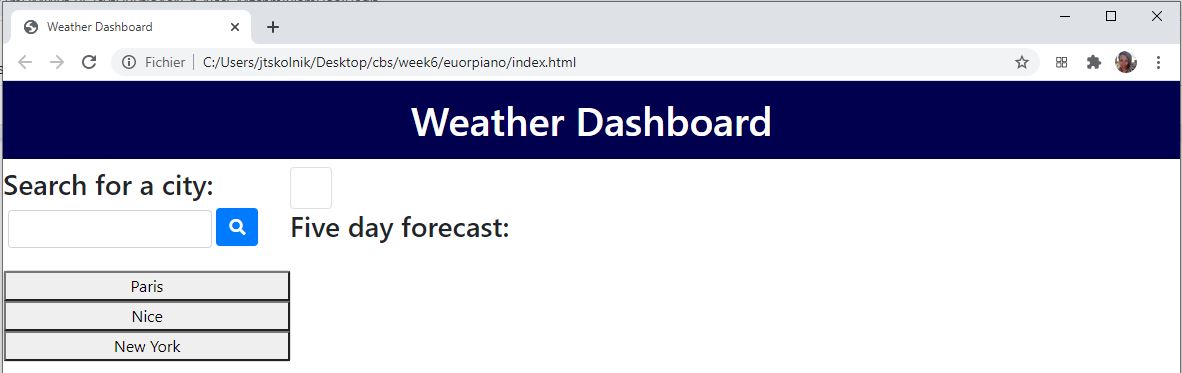 Weather Dashboard
Fichier
C:/Users/jtskolnik/Desktop/cbs/week6/euorpiano/index.html
Weather Dashboard
Search for a city:
Five day forecast:
Paris
Nice
New York